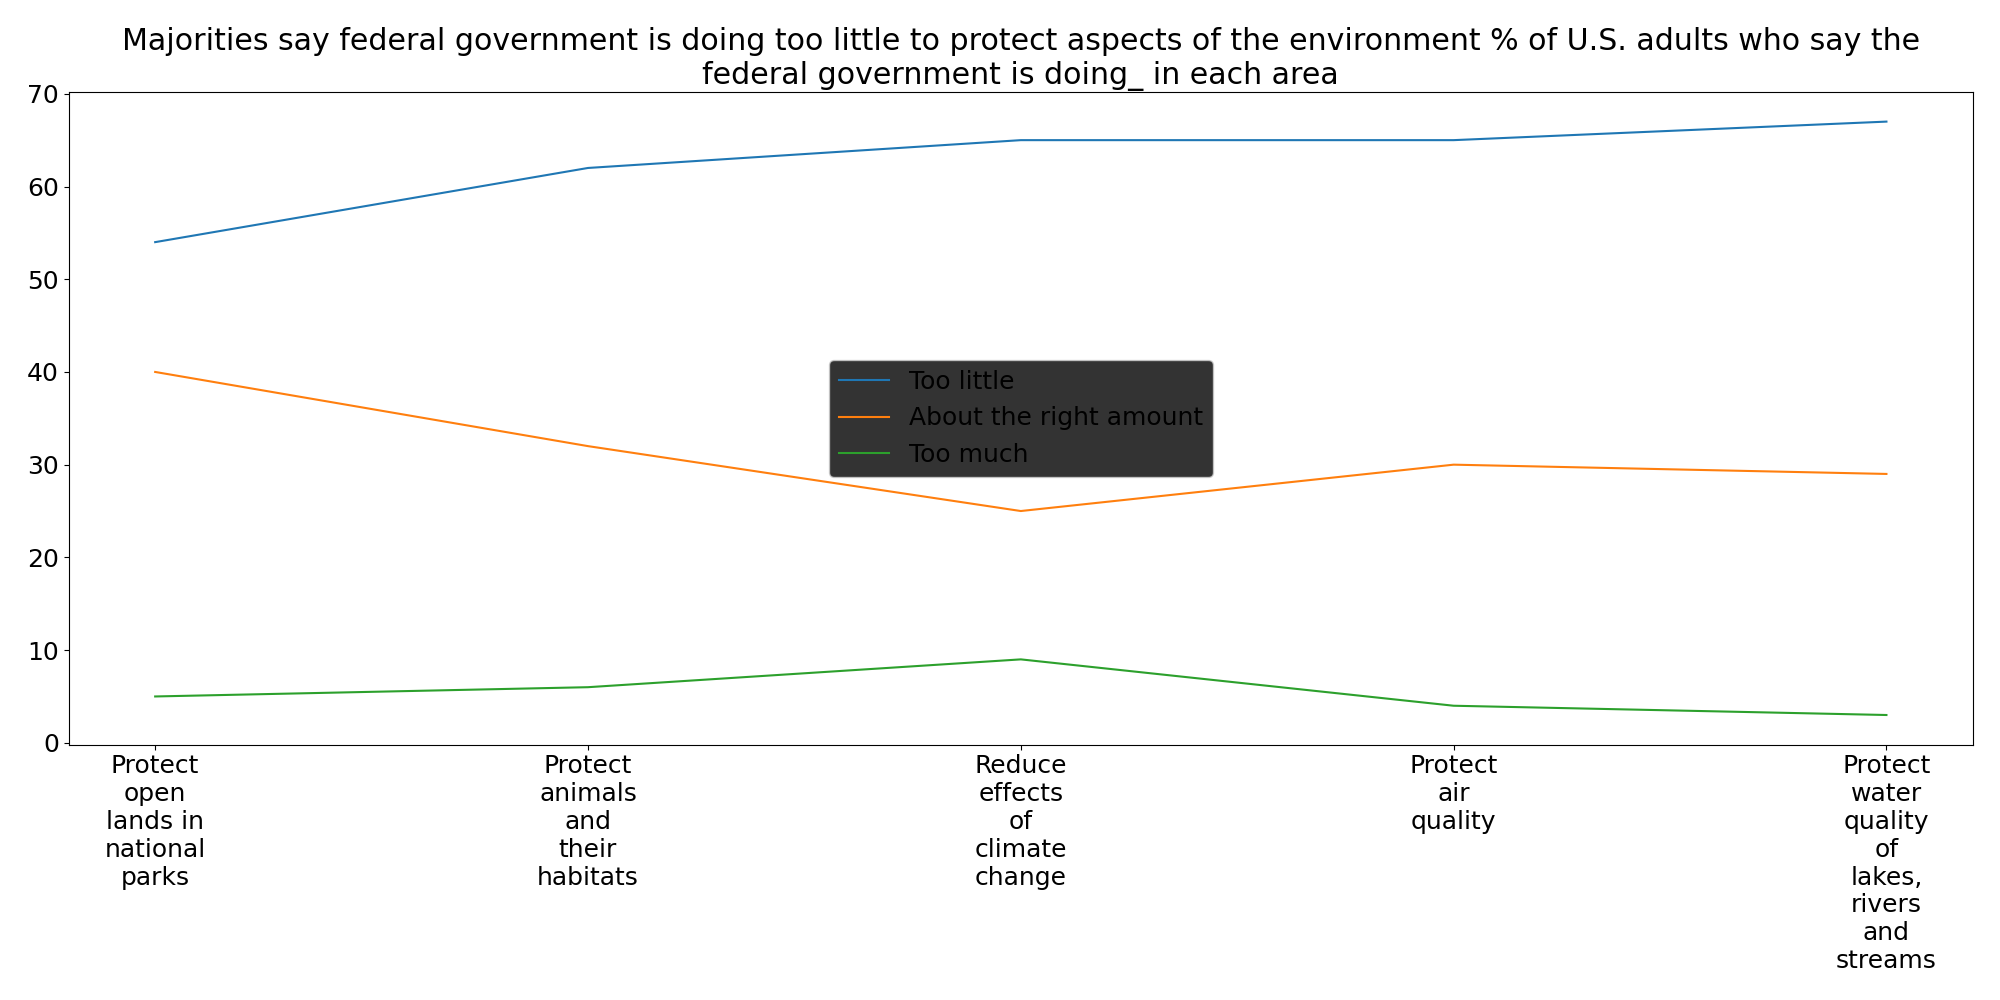 Majorities say federal government is doing too little to protect aspects of the environment % of U.S. adults who say the
federal government is doing_ in each area
70
60
50
40
30
20
10
0
Too little
About the right amount
Too much
Protect
open
lands in
national
parks
Protect
animals
and
their
habitats
Reduce
effects
of
climate
change
Protect
air
quality
Protect
water
quality
of
lakes,
rivers
and
streams